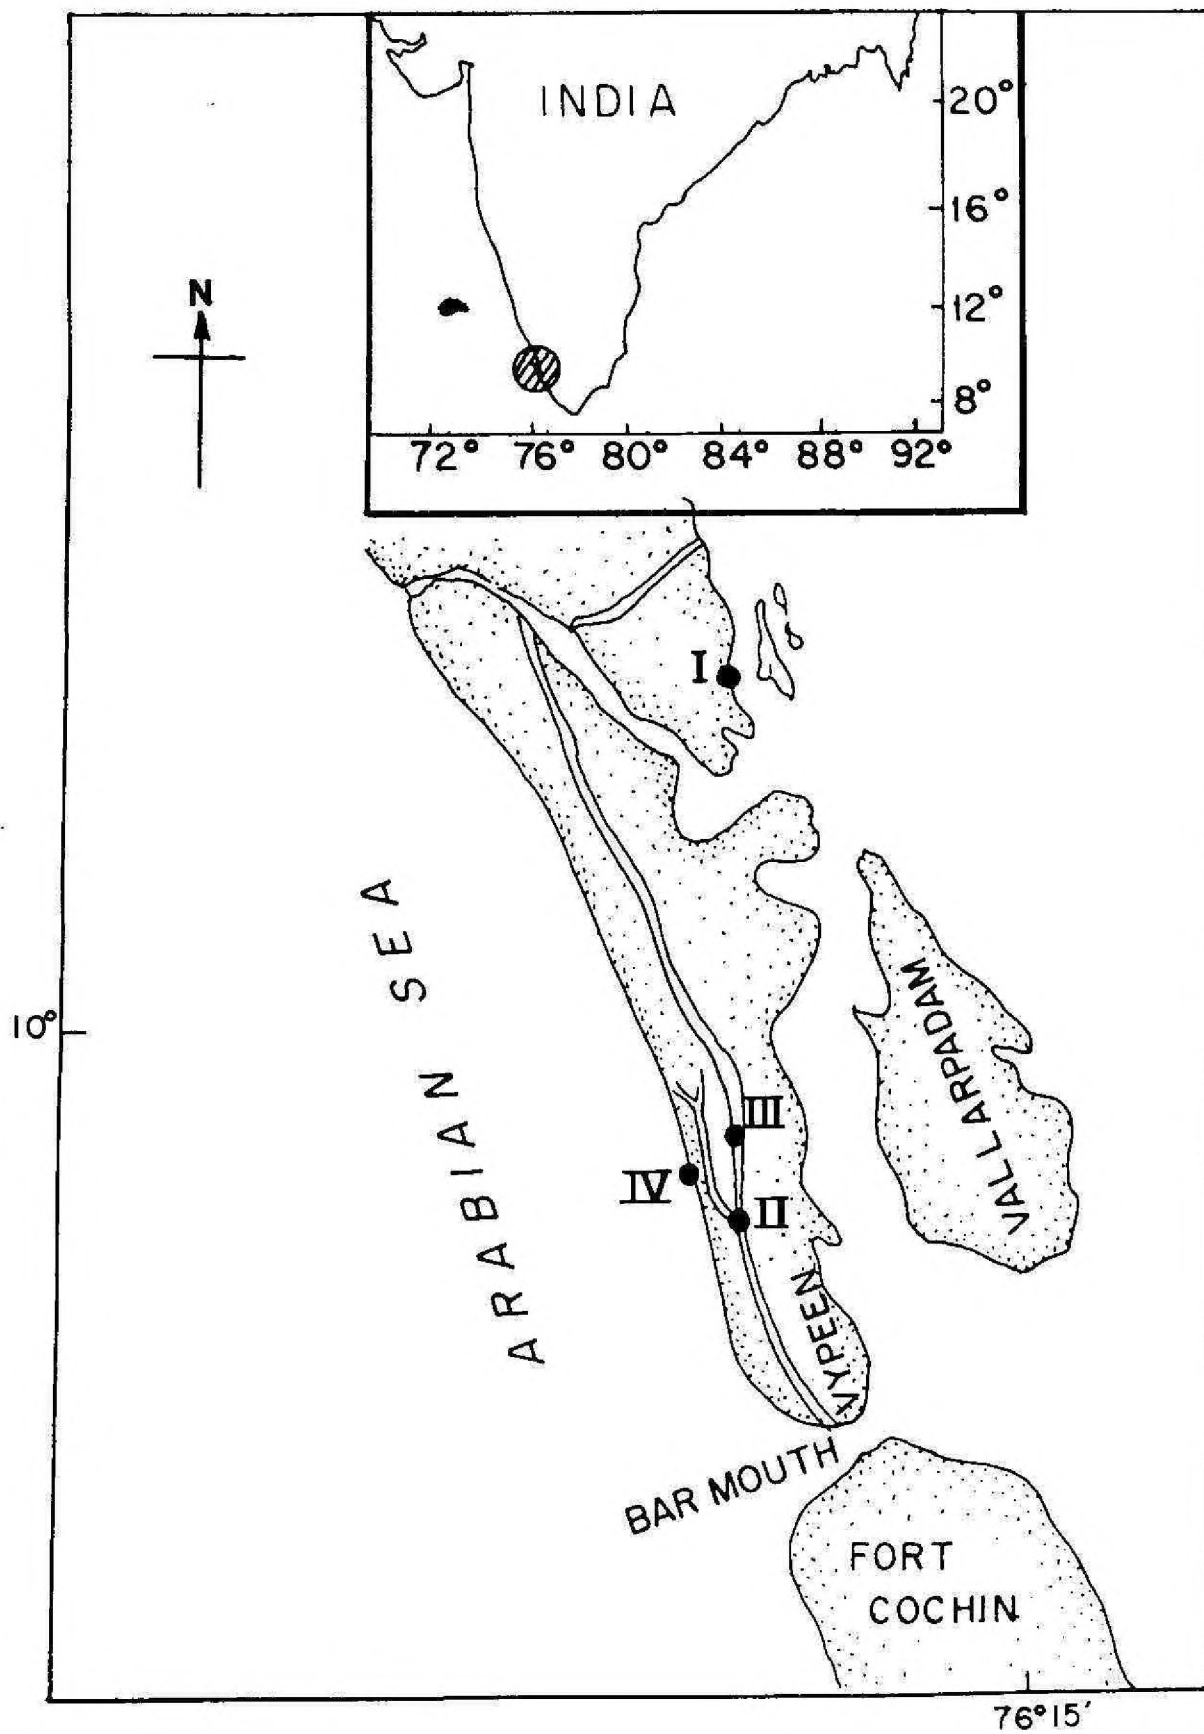 INDIA
20°
16°
12°
8°
72° 76° 80° 84° 88° 92°
N
I
ARABIAN SEA
10°
VALLARPADAM
III
IV
II
VYPEEN
BAR MOUTH
FORT
COCHIN
76°15′